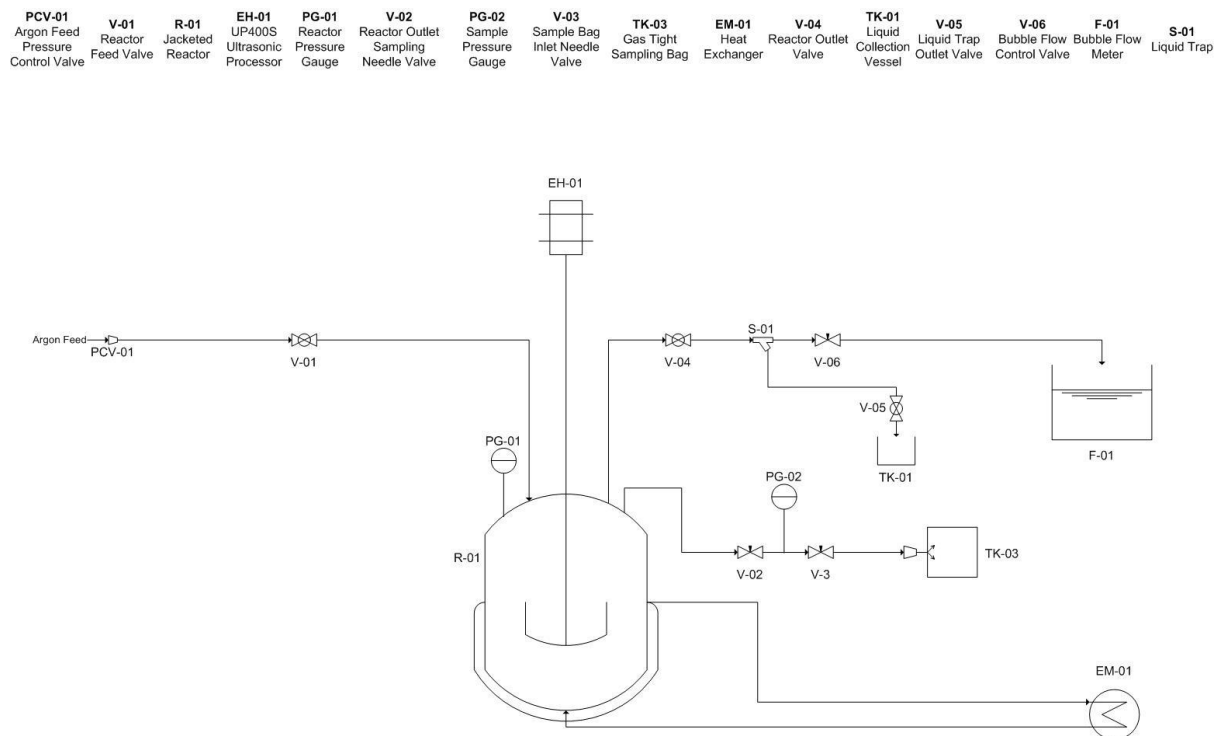 PCV-01
Argon Feed
Pressure
Control Valve
V-01
Reactor
Feed Valve
R-01
Jacketed
Reactor
EH-01
UP400S
Ultrasonic
Processor
PG-01
Reactor
Pressure
Gauge
V-02
Reactor Outlet
Sampling
Needle Valve
PG-02
Sample
Pressure
Gauge
V-03
Sample Bag
Inlet Needle
Valve
TK-03
Gas Tight
Sampling Bag
EM-01
Heat
Exchanger
V-04
Reactor Outlet
Valve
TK-01
Liquid
Collection
Vessel
V-05
Liquid Trap
Outlet Valve
V-06
Bubble Flow
Control Valve
F-01
Bubble Flow
Meter
S-01
Liquid Trap
EH-01
Argon Feed
PCV-01
V-01
V-04
S-01
V-06
V-05
TK-01
F-01
PG-01
PG-02
R-01
V-02
V-3
TK-03
EM-01